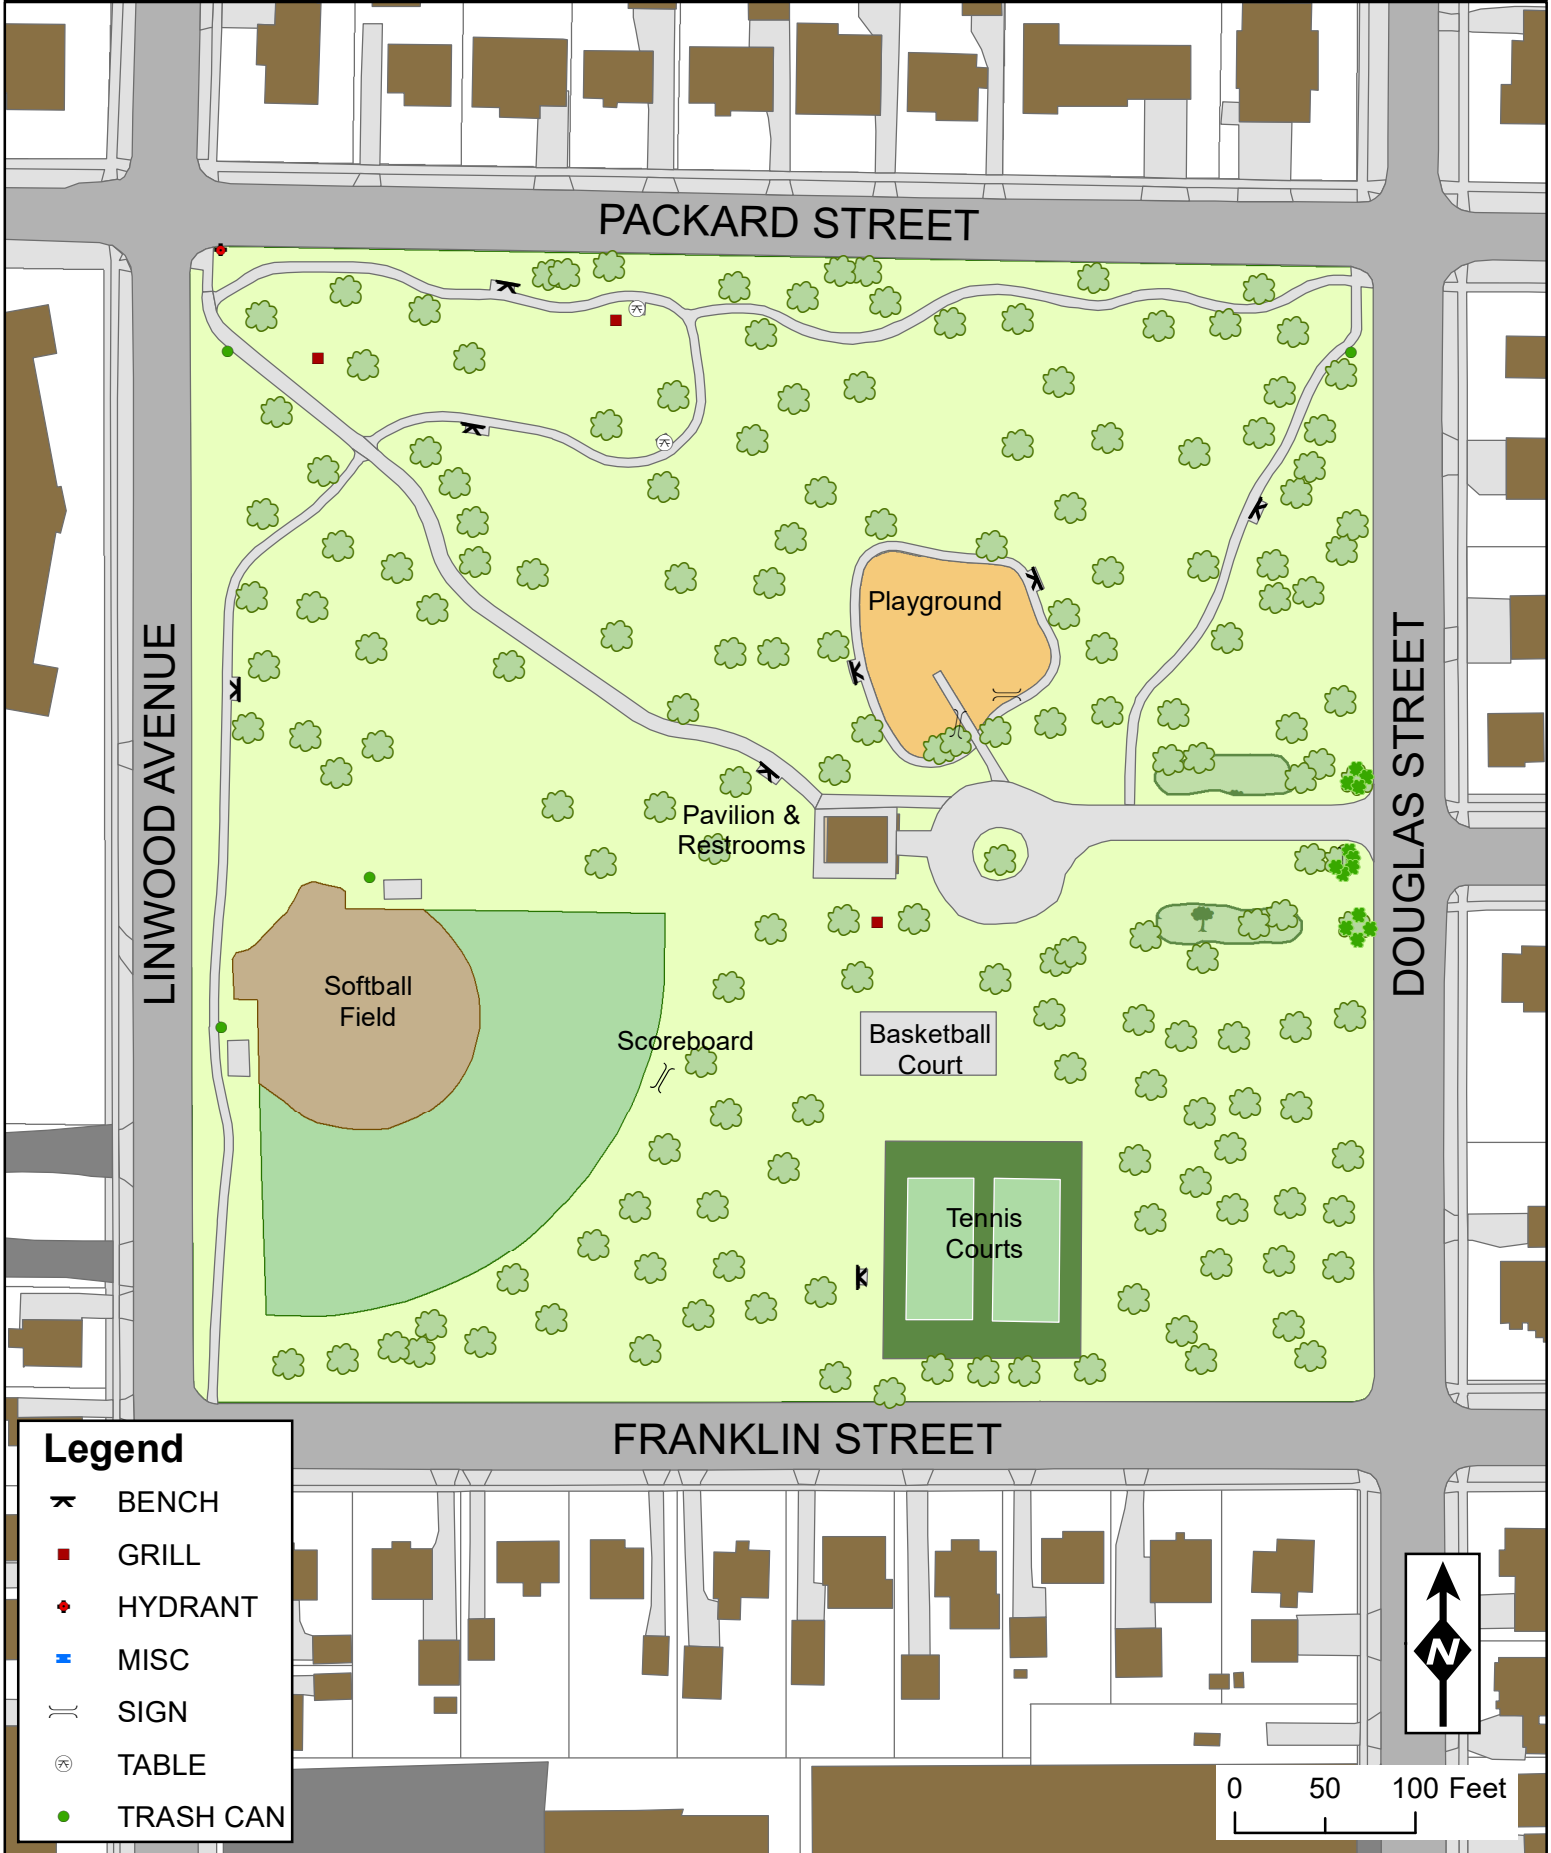 PACKARD STREET
Playground
LINWOOD AVENUE
DOUGLAS STREET
Pavilion &
Restrooms
Softball
Field
Scoreboard
Basketball
Court
Tennis
Courts
FRANKLIN STREET
Legend
BENCH
GRILL
HYDRANT
MISC
SIGN
TABLE
TRASH CAN
N
0 50 100 Feet